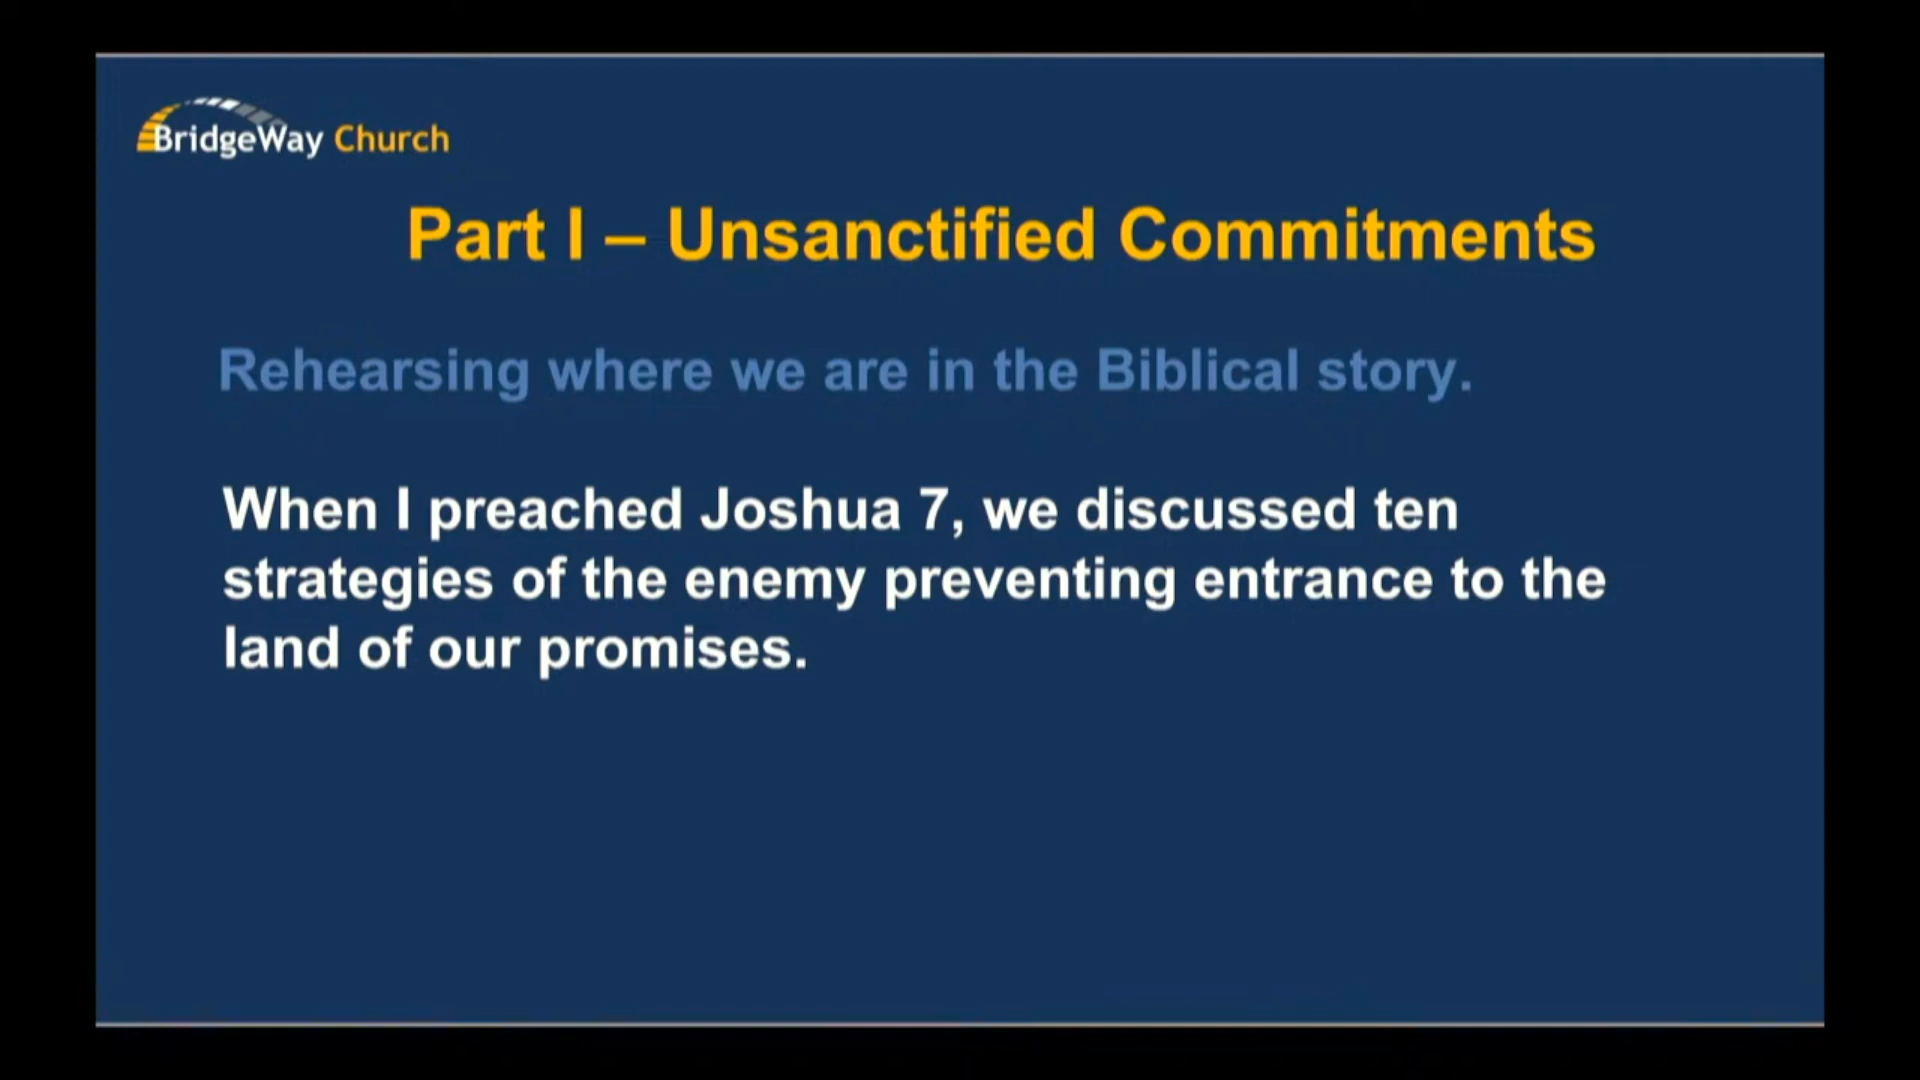 BridgeWay Church
Part I – Unsanctified Commitments
Rehearsing where we are in the Biblical story.
When I preached Joshua 7, we discussed ten
strategies of the enemy preventing entrance to the
land of our promises.